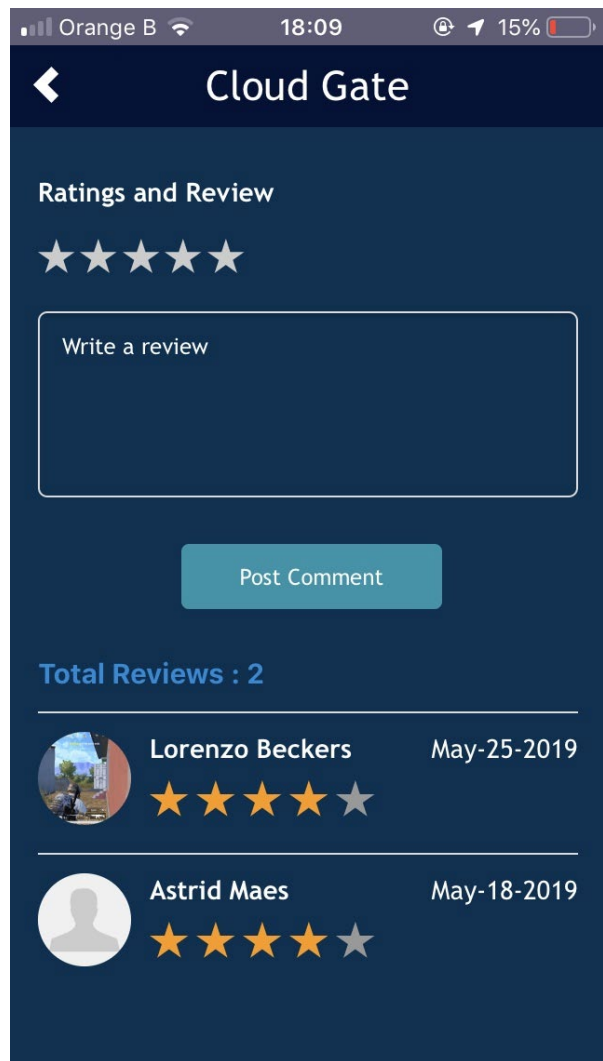 Orange B 18:09 15%
Cloud Gate
Ratings and Review
Write a review
Post Comment
Total Reviews : 2
Lorenzo Beckers May-25-2019
Astrid Maes May-18-2019